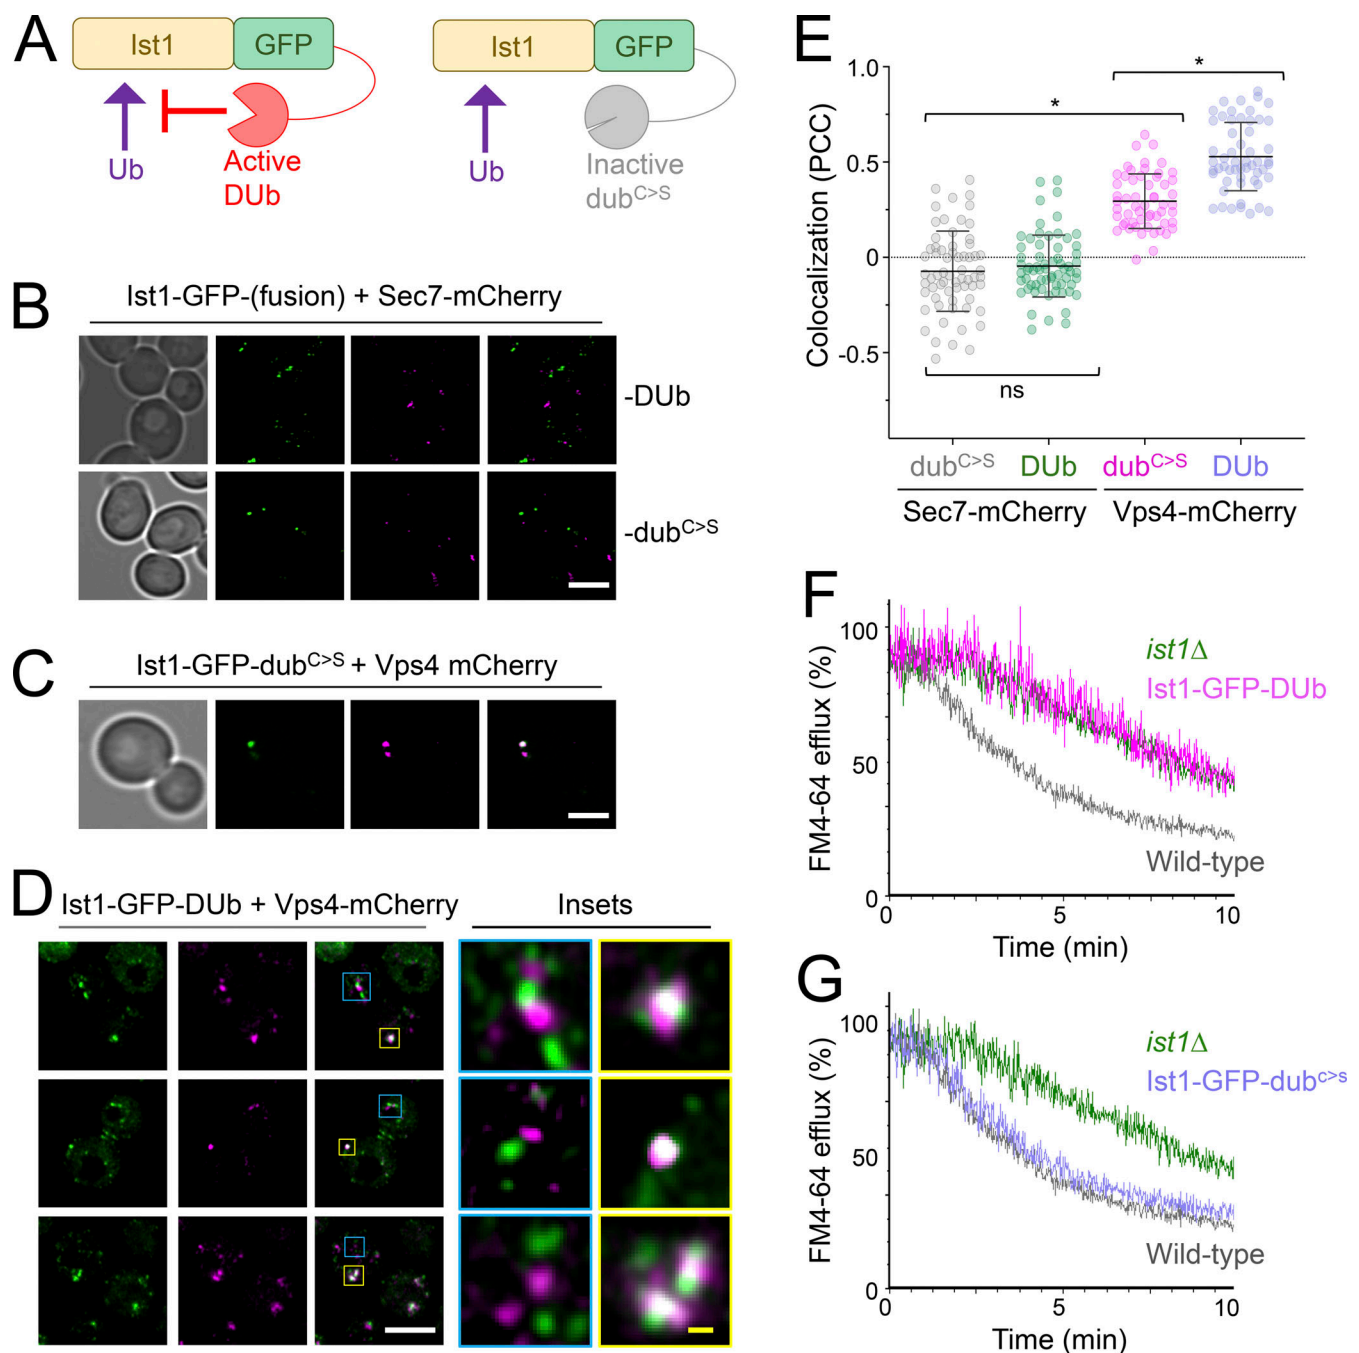 A
Ist1 GFP
Ub
Active
DUb
Ist1 GFP
Ub
Inactive
dub^C>S
B
Ist1-GFP-(fusion) + Sec7-mCherry
-DUb
-dub^C>S
C
Ist1-GFP-dub^C>S + Vps4 mCherry
D
Ist1-GFP-DUb + Vps4-mCherry
Insets
E
Colocalization (PCC)
1.0
0.5
0
-0.5
*
*
ns
dub^C>S DUb dub^C>S DUb
Sec7-mCherry Vps4-mCherry
F
FM4-64 efflux (%)
100
50
0
ist1Δ
Ist1-GFP-DUb
Wild-type
0 5 10
Time (min)
G
FM4-64 efflux (%)
100
50
0
ist1Δ
Ist1-GFP-dub^c>s
Wild-type
0 5 10
Time (min)